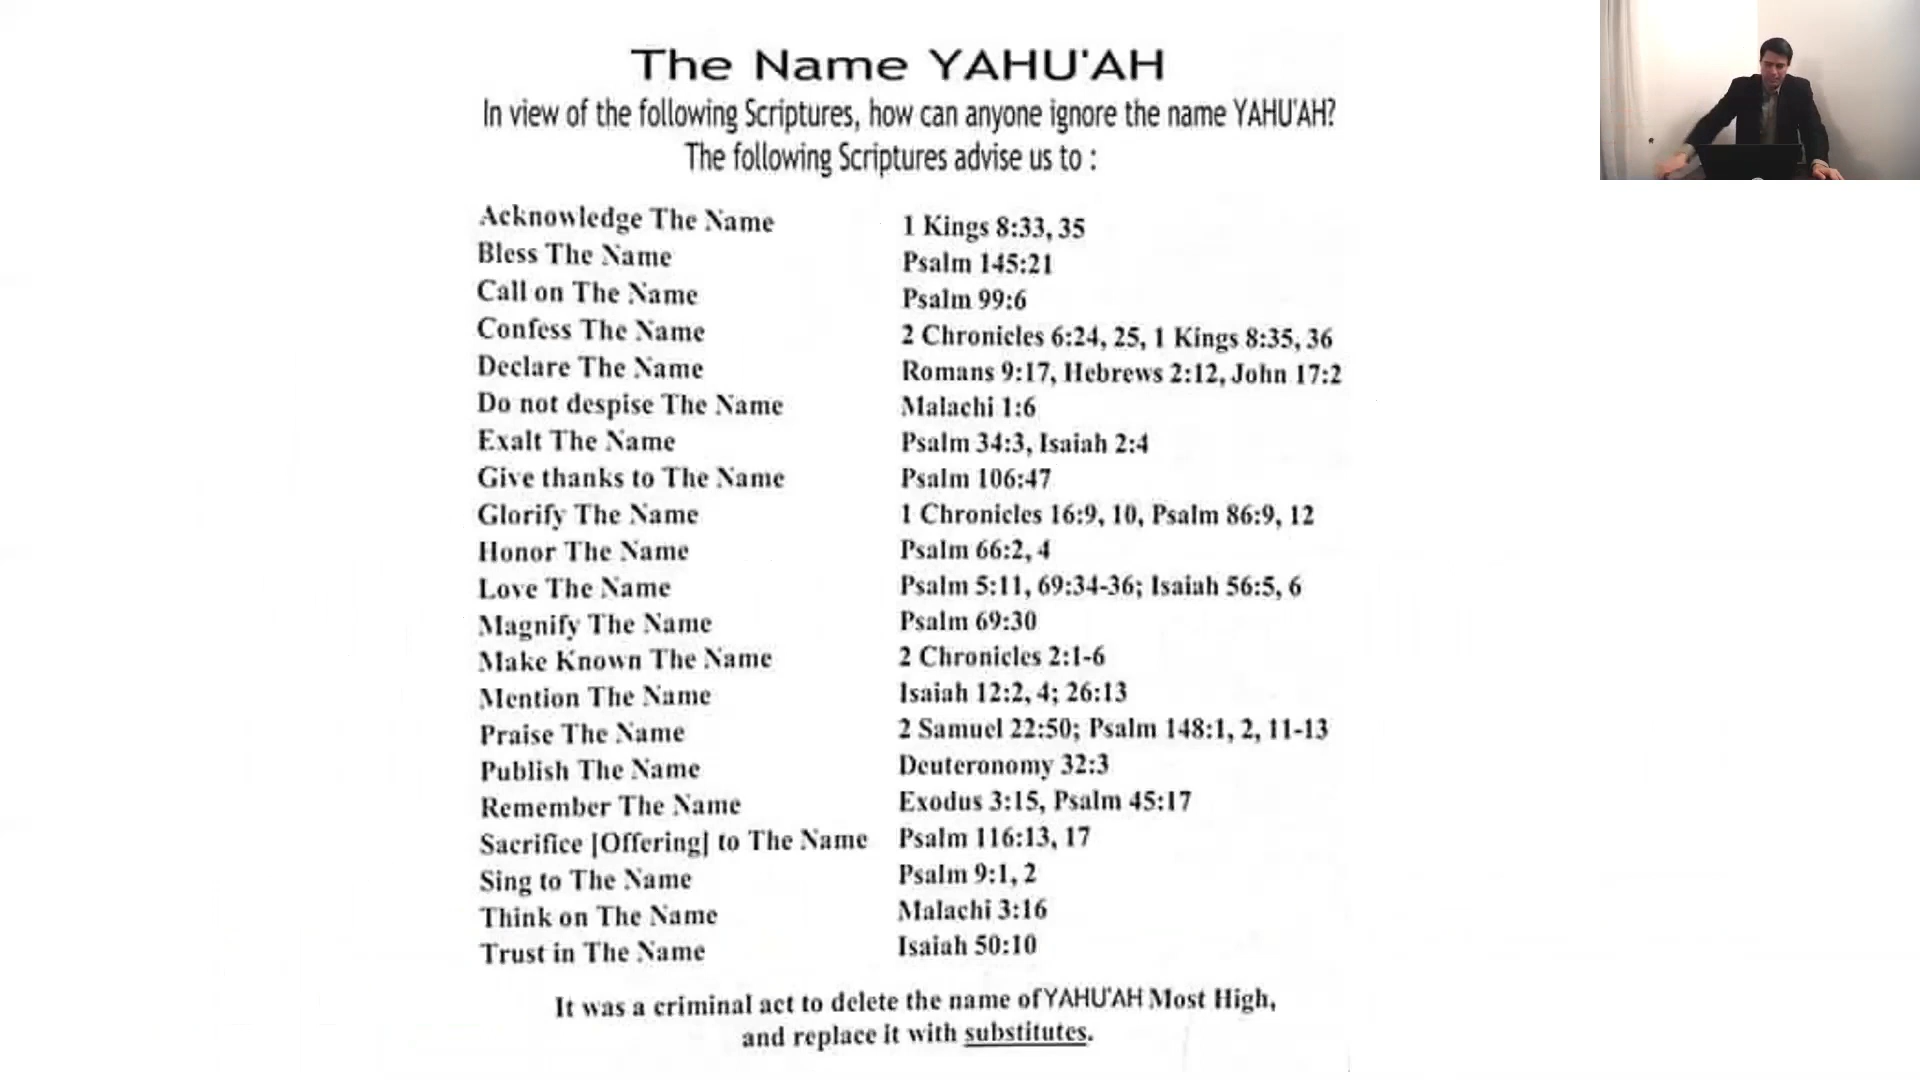 The Name YAHU'AH
In view of the following Scriptures, how can anyone ignore the name YAHU'AH?
The following Scriptures advise us to :
Acknowledge The Name 1 Kings 8:33, 35
Bless The Name Psalm 145:21
Call on The Name Psalm 99:6
Confess The Name 2 Chronicles 6:24, 25, 1 Kings 8:35, 36
Declare The Name Romans 9:17, Hebrews 2:12, John 17:2
Do not despise The Name Malachi 1:6
Exalt The Name Psalm 34:3, Isaiah 2:4
Give thanks to The Name Psalm 106:47
Glorify The Name 1 Chronicles 16:9, 10, Psalm 86:9, 12
Honor The Name Psalm 66:2, 4
Love The Name Psalm 5:11, 69:34-36; Isaiah 56:5, 6
Magnify The Name Psalm 69:30
Make Known The Name 2 Chronicles 2:1-6
Mention The Name Isaiah 12:2, 4; 26:13
Praise The Name 2 Samuel 22:50; Psalm 148:1, 2, 11-13
Publish The Name Deuteronomy 32:3
Remember The Name Exodus 3:15, Psalm 45:17
Sacrifice [Offering] to The Name Psalm 116:13, 17
Sing to The Name Psalm 9:1, 2
Think on The Name Malachi 3:16
Trust in The Name Isaiah 50:10
It was a criminal act to delete the name of YAHU'AH Most High,
and replace it with substitutes.